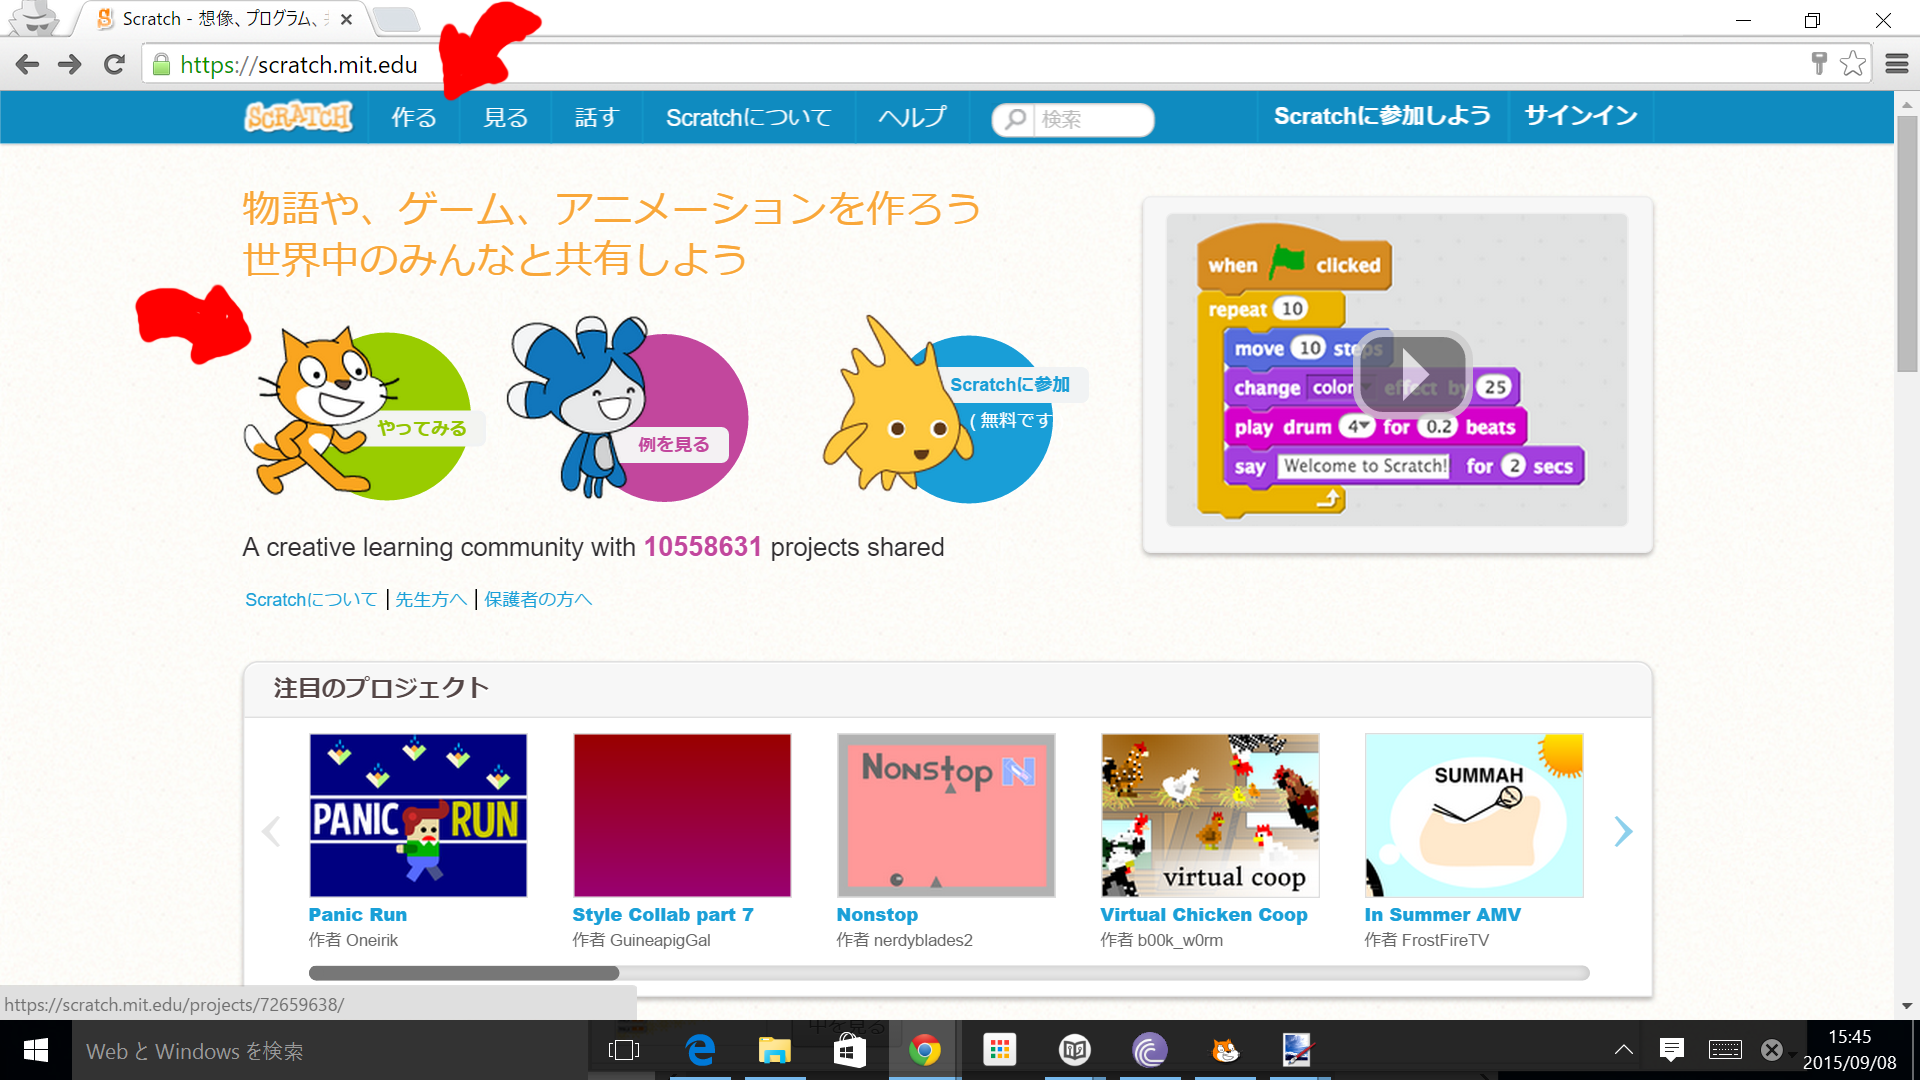 Scratch - 想像、プログラム、
https://scratch.mit.edu
SCRATCH
作る
見る
話す
Scratchについて
ヘルプ
検索
Scratchに参加しよう
サインイン
物語や、ゲーム、アニメーションを作ろう
世界中のみんなと共有しよう
やってみる
例を見る
Scratchに参加
( 無料です
when clicked
repeat 10
move 10 steps
change color effect by 25
play drum 4 for 0.2 beats
say Welcome to Scratch! for 2 secs
A creative learning community with 10558631 projects shared
Scratchについて | 先生方へ | 保護者の方へ
注目のプロジェクト
PANIC RUN
NONSTOP N
virtual coop
SUMMAH
Panic Run
作者 Oneirik
Style Collab part 7
作者 GuineapigGal
Nonstop
作者 nerdyblades2
Virtual Chicken Coop
作者 b00k_w0rm
In Summer AMV
作者 FrostFireTV
https://scratch.mit.edu/projects/72659638/
中を見る
Web と Windows を検索
15:45
2015/09/08